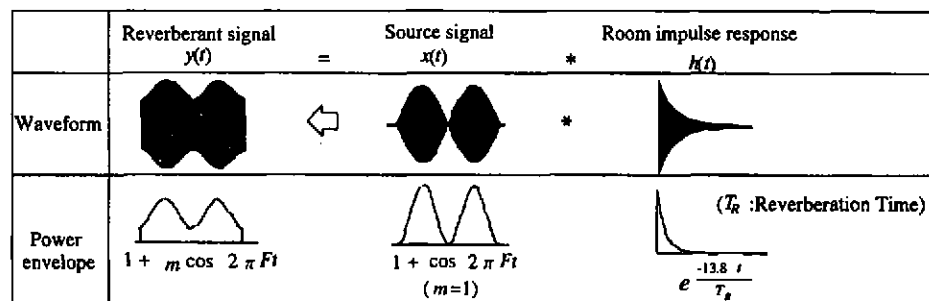 Reverberant signal Source signal Room impulse response
y(t) = x(t) * h(t)
Waveform *
(T_R :Reverberation Time)
Power envelope
1 + m cos 2 π Ft 1 + cos 2 π Ft e^{-13.8 t / T_R}
(m=1)